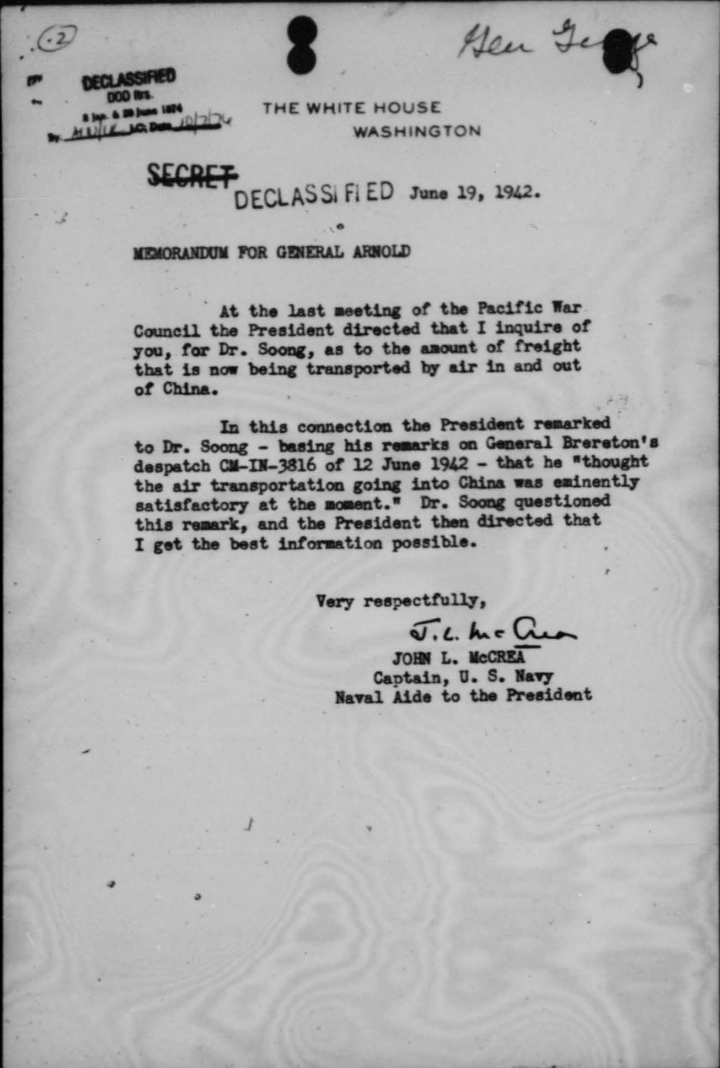 .2
Gen George
DECLASSIFIED
DOD ltrs.
THE WHITE HOUSE
WASHINGTON
SECRET
DECLASSIFIED June 19, 1942.
MEMORANDUM FOR GENERAL ARNOLD
At the last meeting of the Pacific War
Council the President directed that I inquire of
you, for Dr. Soong, as to the amount of freight
that is now being transported by air in and out
of China.
In this connection the President remarked
to Dr. Soong - basing his remarks on General Brereton's
despatch CM-IN-3816 of 12 June 1942 - that he "thought
the air transportation going into China was eminently
satisfactory at the moment." Dr. Soong questioned
this remark, and the President then directed that
I get the best information possible.
Very respectfully,
J. L. McCrea
JOHN L. McCREA
Captain, U. S. Navy
Naval Aide to the President